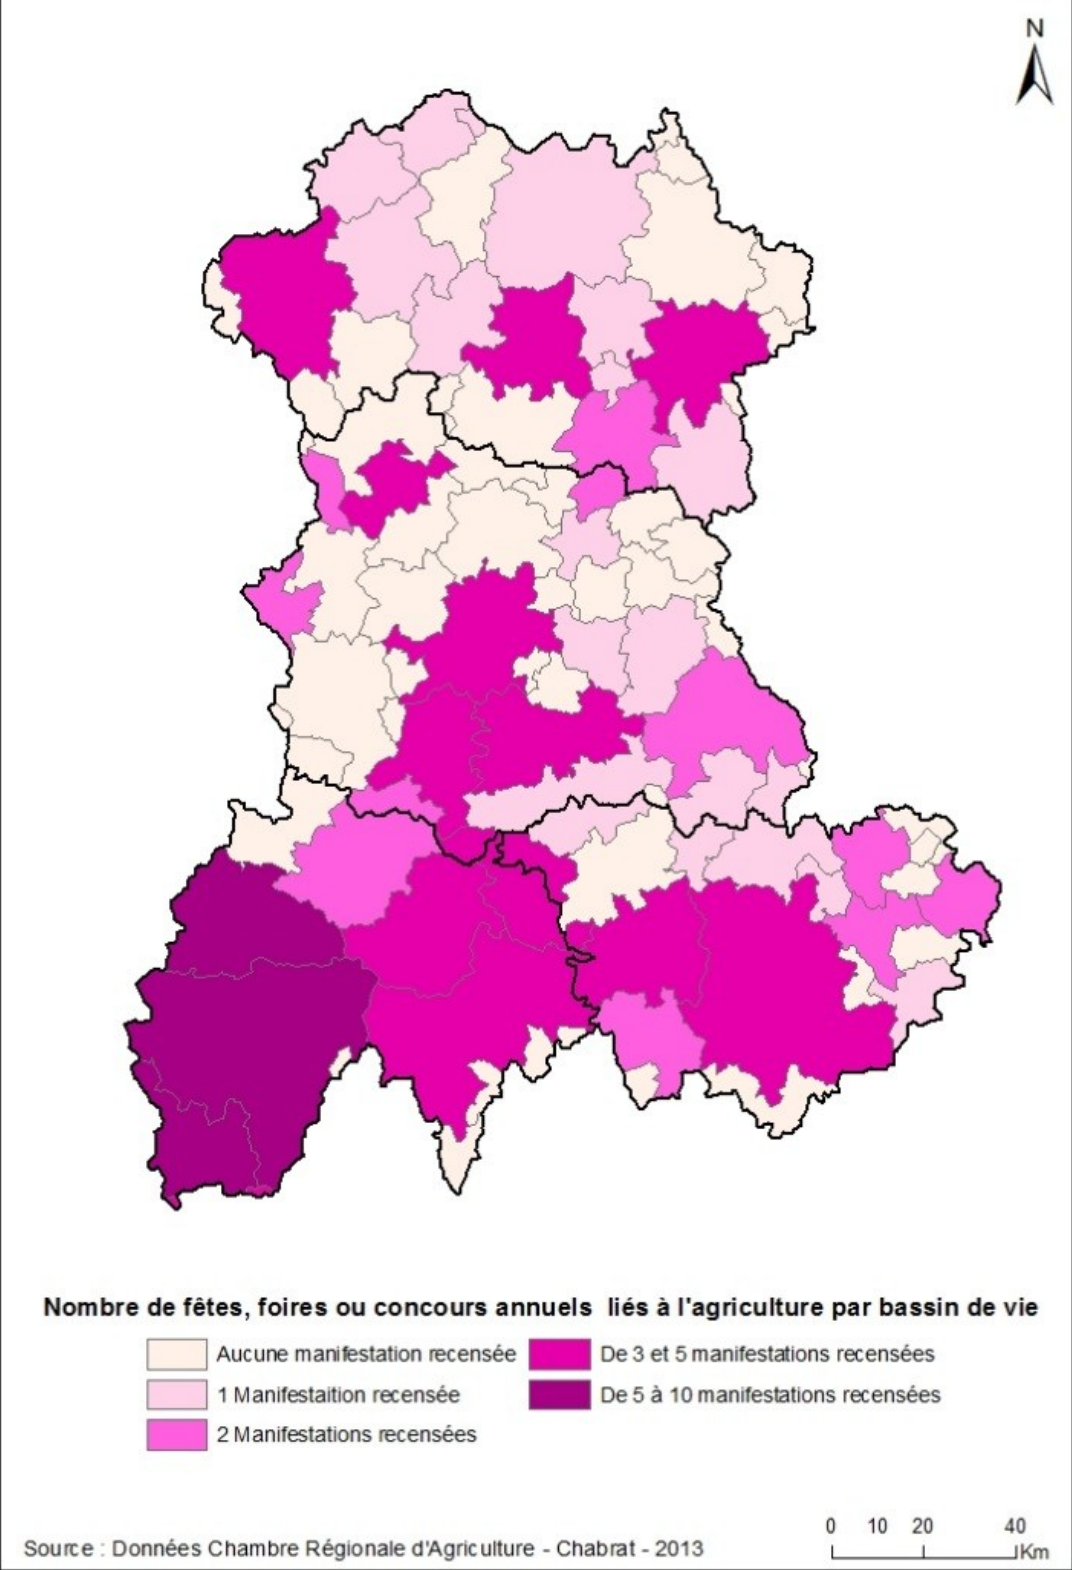 N
Nombre de fêtes, foires ou concours annuels liés à l'agriculture par bassin de vie
Aucune manifestation recensée
De 3 et 5 manifestations recensées
1 Manifestaition recensée
De 5 à 10 manifestations recensées
2 Manifestations recensées
0 10 20 40
Km
Source : Données Chambre Régionale d'Agriculture - Chabrat - 2013